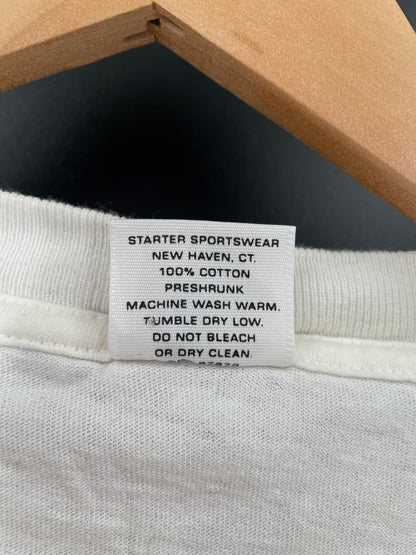 STARTER SPORTSWEAR
NEW HAVEN, CT.
100% COTTON
PRESHRUNK
MACHINE WASH WARM.
TUMBLE DRY LOW.
DO NOT BLEACH
OR DRY CLEAN.